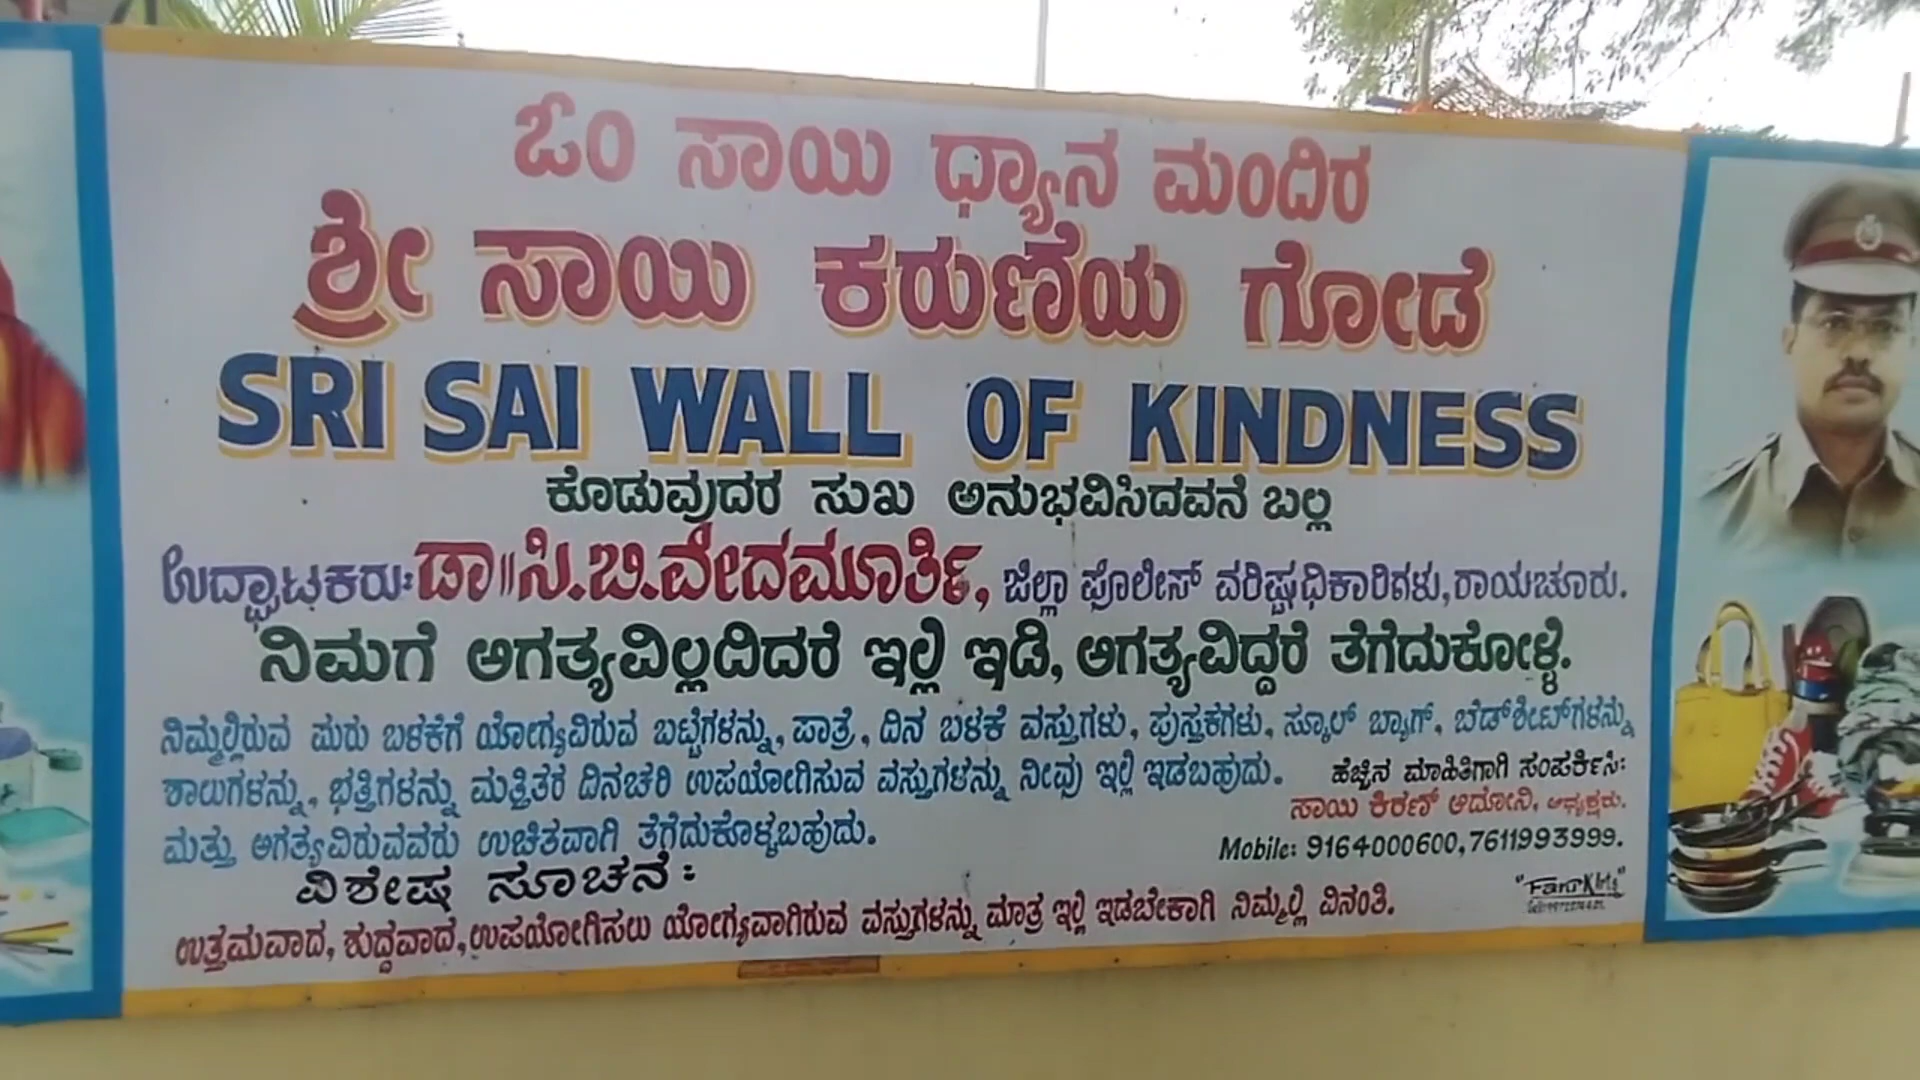 ಓಂ ಸಾಯಿ ಧ್ಯಾನ ಮಂದಿರ
ಶ್ರೀ ಸಾಯಿ ಕರುಣೆಯ ಗೋಡೆ
SRI SAI WALL OF KINDNESS
ಕೊಡುವುದರ ಸುಖ ಅನುಭವಿಸಿದವನೆ ಬಲ್ಲ
ಉದ್ಘಾಟಕರು: ಡಾ॥ಸಿ.ಬಿ.ವೇದಮೂರ್ತಿ, ಜಿಲ್ಲಾ ಪೊಲೀಸ್ ವರಿಷ್ಠಧಿಕಾರಿಗಳು, ರಾಯಚೂರು.
ನಿಮಗೆ ಅಗತ್ಯವಿಲ್ಲದಿದರೆ ಇಲ್ಲಿ ಇಡಿ, ಅಗತ್ಯವಿದ್ದರೆ ತೆಗೆದುಕೋಳ್ಳಿ.
ನಿಮ್ಮಲ್ಲಿರುವ ಮರು ಬಳಕೆಗೆ ಯೋಗ್ಯವಿರುವ ಬಟ್ಟೆಗಳನ್ನು, ಪಾತ್ರೆ, ದಿನ ಬಳಕೆ ವಸ್ತುಗಳು, ಪುಸ್ತಕಗಳು, ಸ್ಕೂಲ್ ಬ್ಯಾಗ್, ಬೆಡ್‌ಶೀಟ್‌ಗಳನ್ನು
ಶಾಲುಗಳನ್ನು, ಛತ್ರಿಗಳನ್ನು ಮತ್ತಿತರ ದಿನಚರಿ ಉಪಯೋಗಿಸುವ ವಸ್ತುಗಳನ್ನು ನೀವು ಇಲ್ಲಿ ಇಡಬಹುದು.
ಮತ್ತು ಅಗತ್ಯವಿರುವವರು ಉಚಿತವಾಗಿ ತೆಗೆದುಕೊಳ್ಳಬಹುದು.
ಹೆಚ್ಚಿನ ಮಾಹಿತಿಗಾಗಿ ಸಂಪರ್ಕಿಸಿ:
ಸಾಯಿ ಕಿರಣ್ ಆದೋನಿ, ಅಧ್ಯಕ್ಷರು.
Mobile: 9164000600, 7611993999.
ವಿಶೇಷ ಸೂಚನೆ:
ಉತ್ತಮವಾದ, ಶುದ್ಧವಾದ, ಉಪಯೋಗಿಸಲು ಯೋಗ್ಯವಾಗಿರುವ ವಸ್ತುಗಳನ್ನು ಮಾತ್ರ ಇಲ್ಲಿ ಇಡಬೇಕಾಗಿ ನಿಮ್ಮಲ್ಲಿ ವಿನಂತಿ.